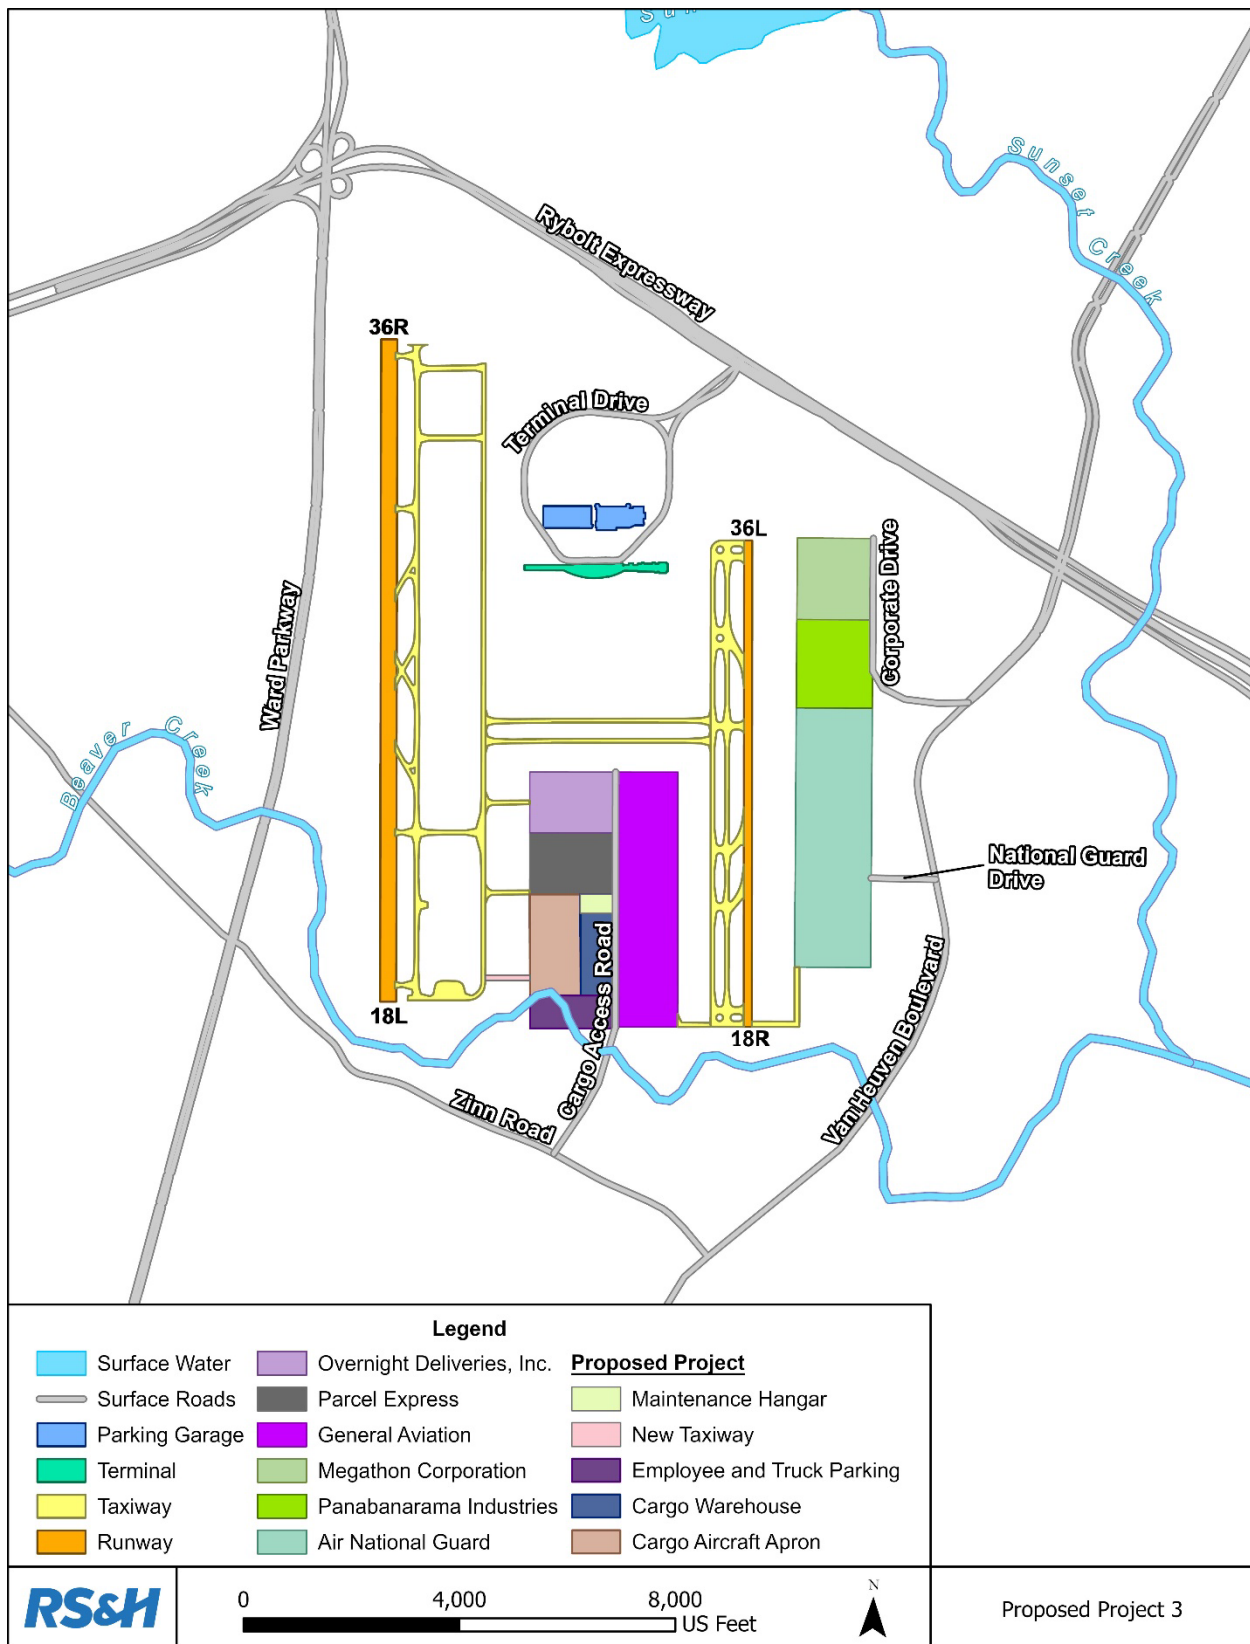 Sunset Creek
Rybolt Expressway
36R
Terminal Drive
36L
Corporate Drive
Ward Parkway
Beaver Creek
National Guard
Drive
Cargo Access Road
Van Heuven Boulevard
18L
18R
Zinn Road
Legend
Surface Water
Surface Roads
Parking Garage
Terminal
Taxiway
Runway
Overnight Deliveries, Inc.
Parcel Express
General Aviation
Megathon Corporation
Panabanarama Industries
Air National Guard
Proposed Project
Maintenance Hangar
New Taxiway
Employee and Truck Parking
Cargo Warehouse
Cargo Aircraft Apron
RS&H
0 4,000 8,000
US Feet
N
Proposed Project 3